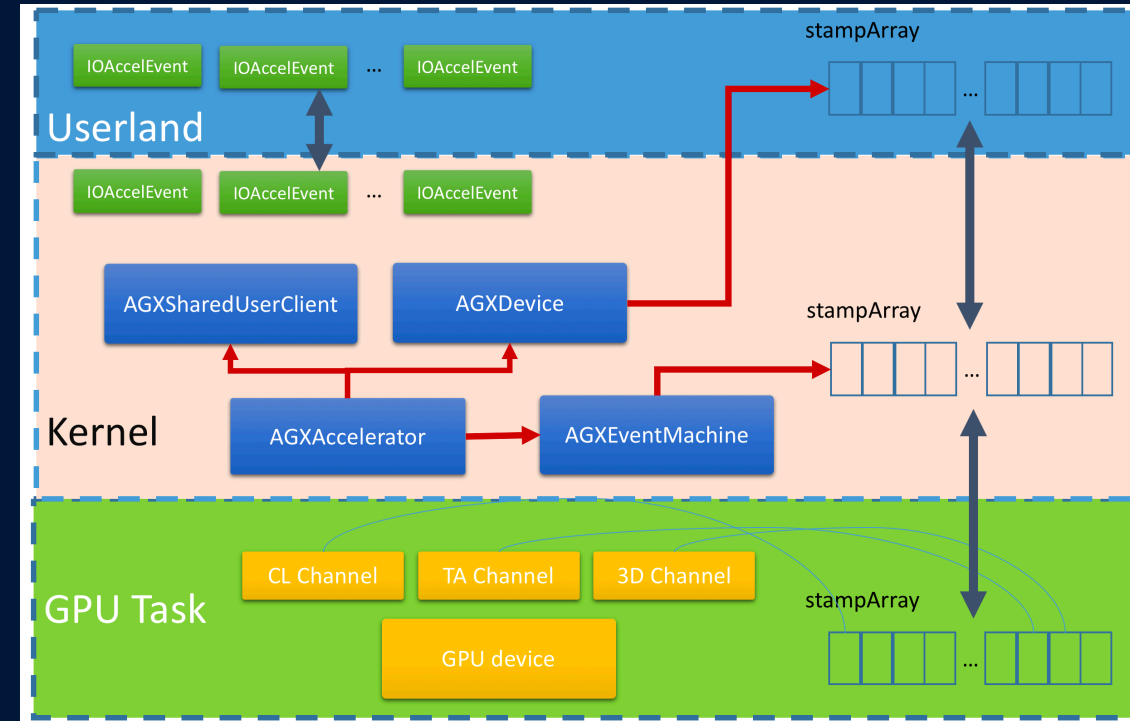 stampArray
IOAccelEvent IOAccelEvent ... IOAccelEvent
...
Userland
IOAccelEvent IOAccelEvent ... IOAccelEvent
AGXSharedUserClient AGXDevice
stampArray
...
Kernel
AGXAccelerator AGXEventMachine
CL Channel TA Channel 3D Channel
GPU Task
stampArray
GPU device
...